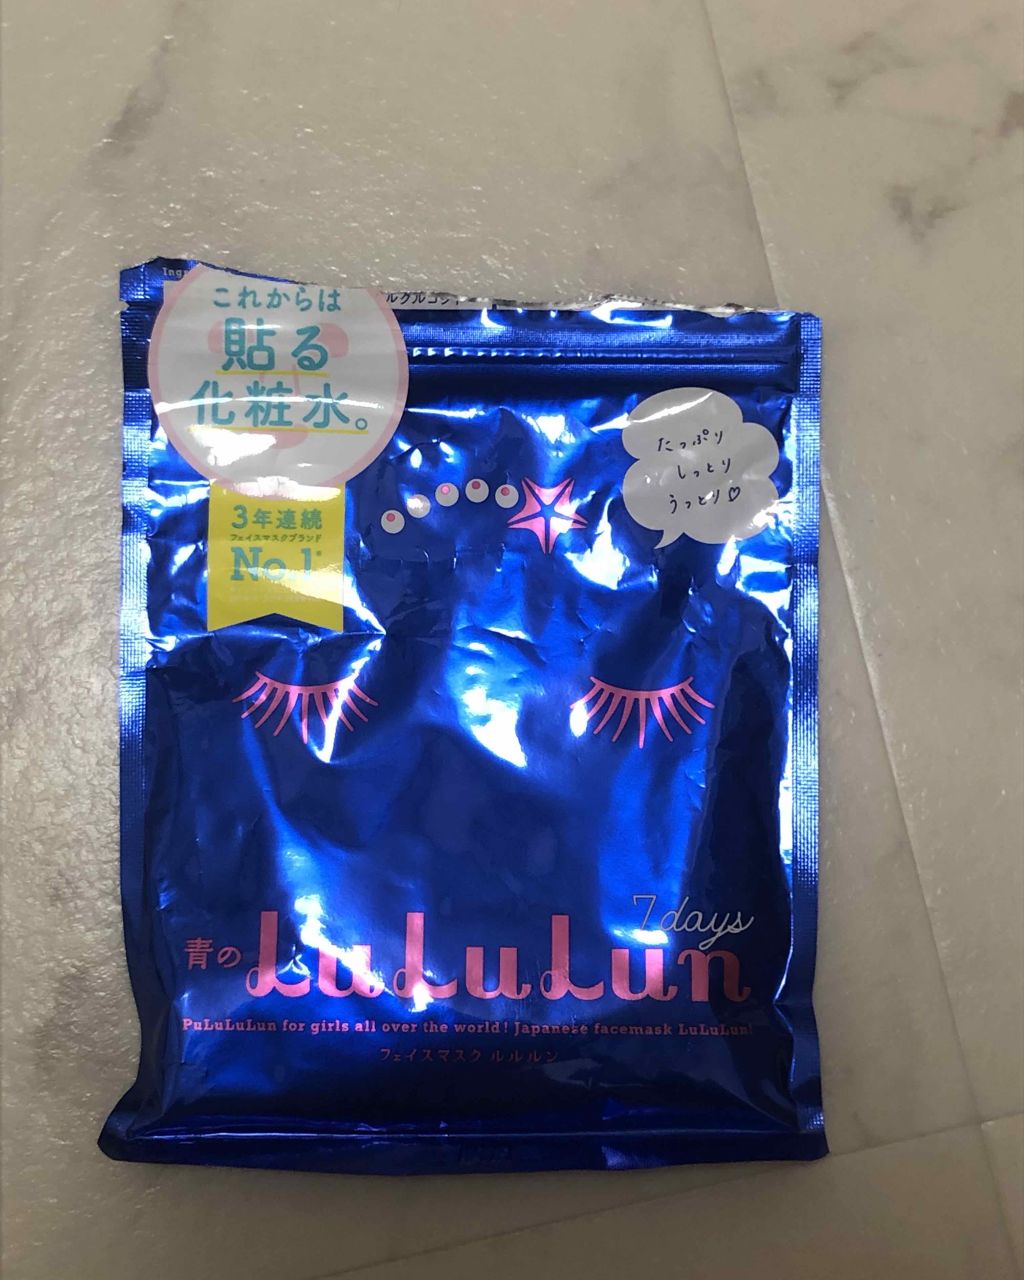 これからは
貼る
化粧水。
たっぷり
しっとり
うっとり♡
3年連続
フェイスマスクブランド
No.1
7days
青の LuLuLun
PuLuLuLun for girls all over the world! Japanese facemask LuLuLun!
フェイスマスク ルルルン